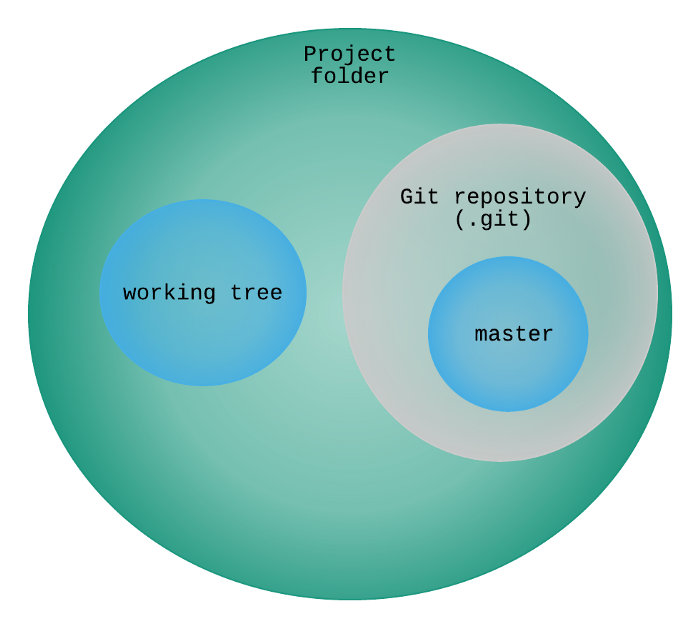 Project
folder
Git repository
(.git)
working tree
master